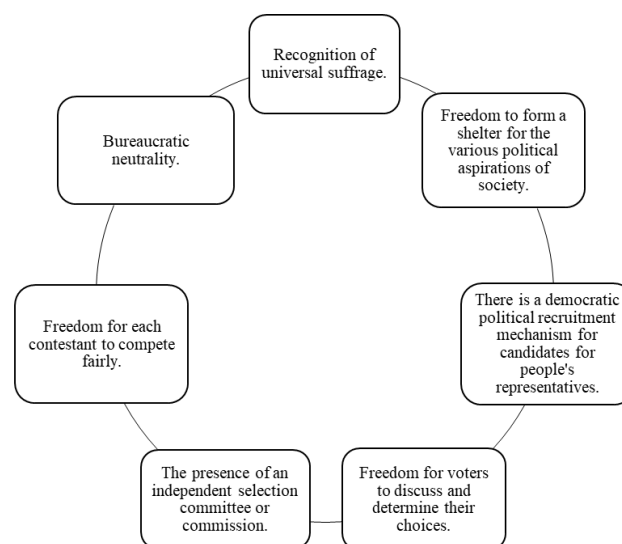 Recognition of
universal suffrage.
Freedom to form a
shelter for the
various political
aspirations of
society.
There is a democratic
political recruitment
mechanism for
candidates for
people's
representatives.
Freedom for voters
to discuss and
determine their
choices.
The presence of an
independent selection
committee or
commission.
Freedom for each
contestant to compete
fairly.
Bureaucratic
neutrality.